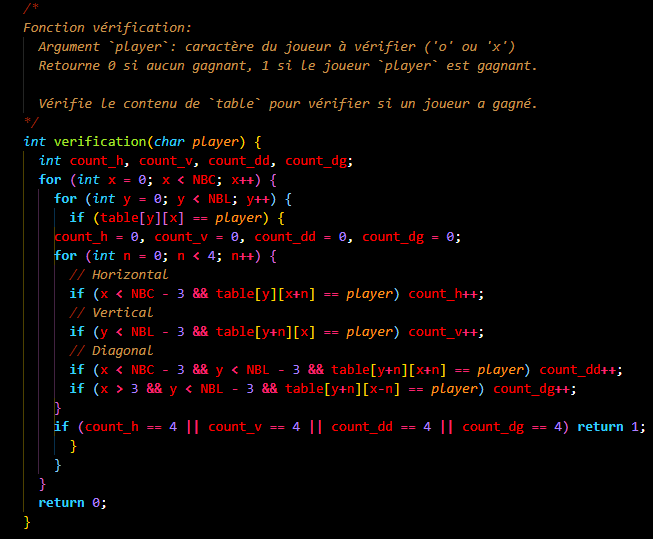 /*
Fonction vérification:
  Argument `player`: caractère du joueur à vérifier ('o' ou 'x')
  Retourne 0 si aucun gagnant, 1 si le joueur `player` est gagnant.

  Vérifie le contenu de `table` pour vérifier si un joueur a gagné.
*/
int verification(char player) {
  int count_h, count_v, count_dd, count_dg;
  for (int x = 0; x < NBC; x++) {
    for (int y = 0; y < NBL; y++) {
      if (table[y][x] == player) {
    count_h = 0, count_v = 0, count_dd = 0, count_dg = 0;
    for (int n = 0; n < 4; n++) {
      // Horizontal
      if (x < NBC - 3 && table[y][x+n] == player) count_h++;
      // Vertical
      if (y < NBL - 3 && table[y+n][x] == player) count_v++;
      // Diagonal
      if (x < NBC - 3 && y < NBL - 3 && table[y+n][x+n] == player) count_dd++;
      if (x > 3 && y < NBL - 3 && table[y+n][x-n] == player) count_dg++;
    }
    if (count_h == 4 || count_v == 4 || count_dd == 4 || count_dg == 4) return 1;
      }
    }
  }
  return 0;
}